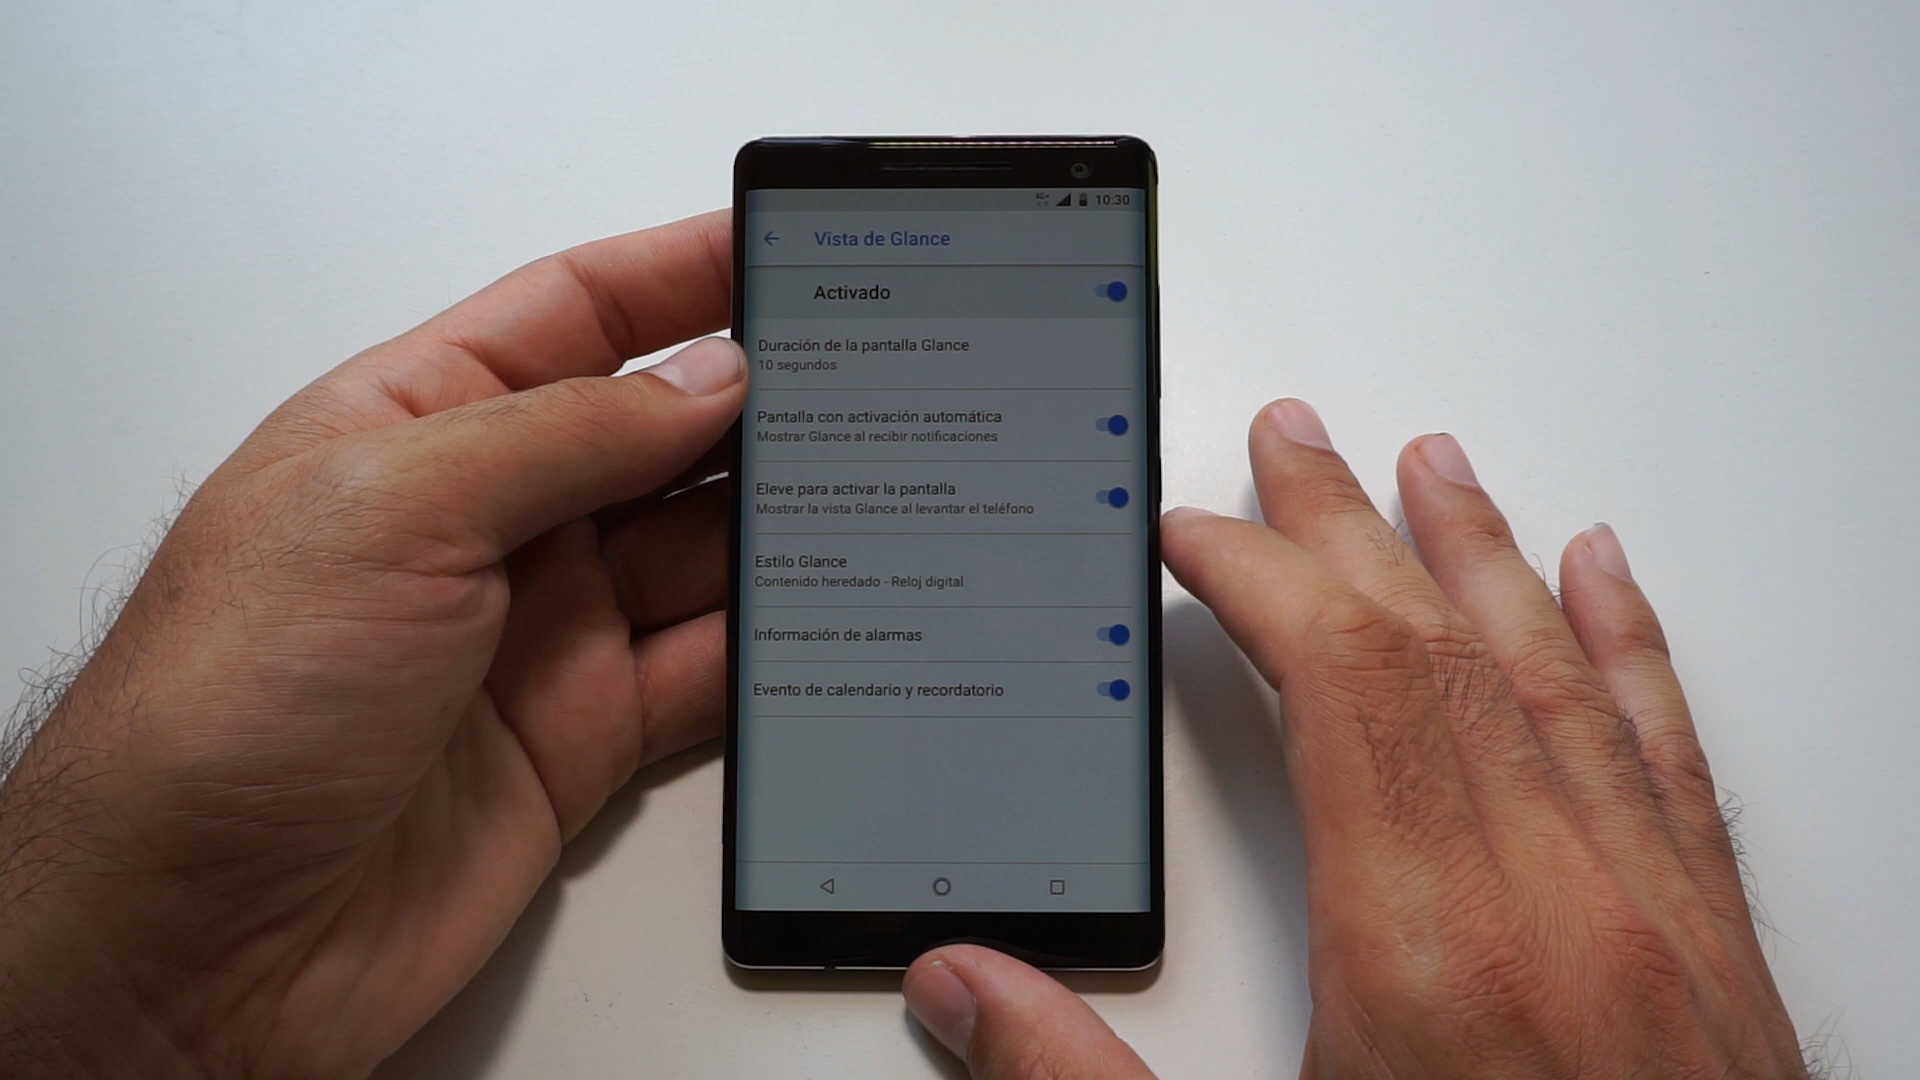 4G+ 10:30
Vista de Glance
Activado
Duración de la pantalla Glance
10 segundos
Pantalla con activación automática
Mostrar Glance al recibir notificaciones
Eleve para activar la pantalla
Mostrar la vista Glance al levantar el teléfono
Estilo Glance
Contenido heredado - Reloj digital
Información de alarmas
Evento de calendario y recordatorio